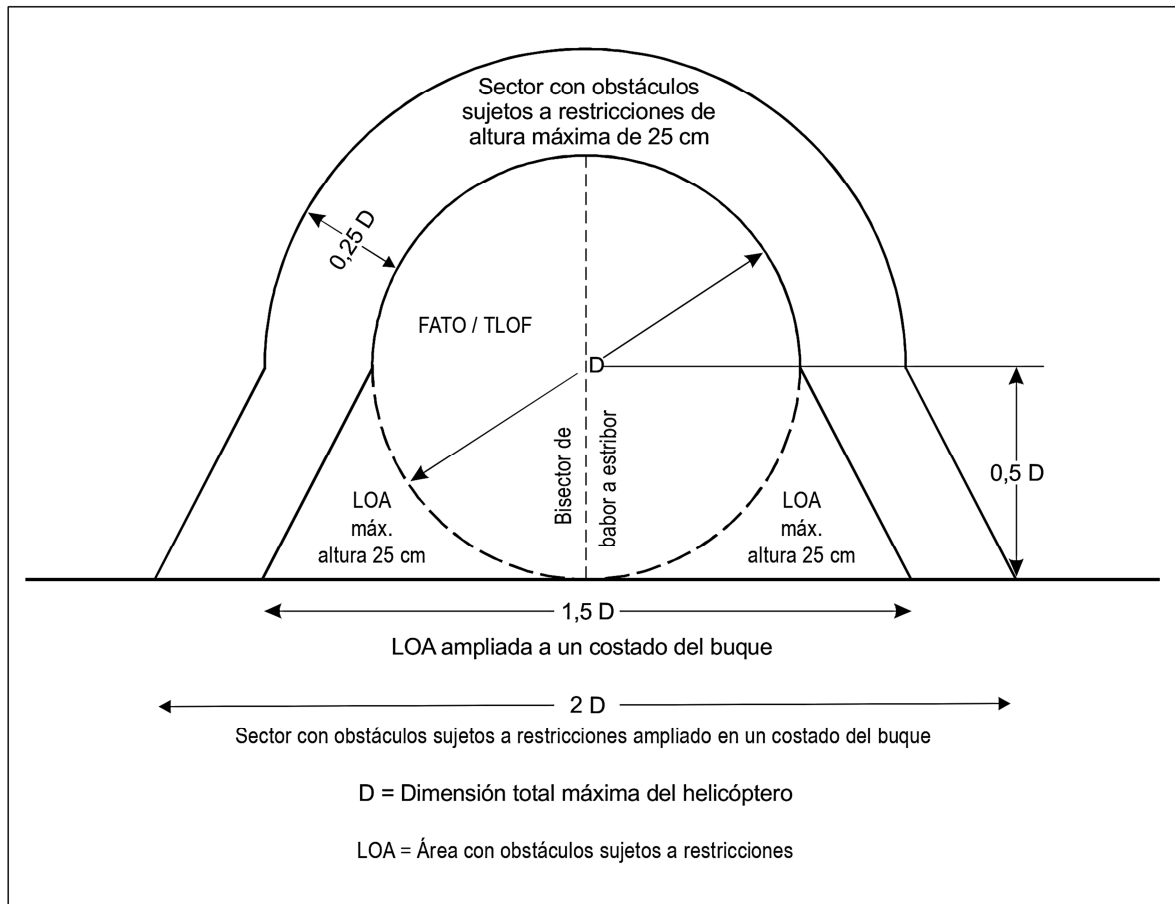 Sector con obstáculos
sujetos a restricciones de
altura máxima de 25 cm
0,25 D
FATO / TLOF
D
Bisector de
babor a estribor
0,5 D
LOA
máx.
altura 25 cm
LOA
máx.
altura 25 cm
1,5 D
LOA ampliada a un costado del buque
2 D
Sector con obstáculos sujetos a restricciones ampliado en un costado del buque
D = Dimensión total máxima del helicóptero
LOA = Área con obstáculos sujetos a restricciones